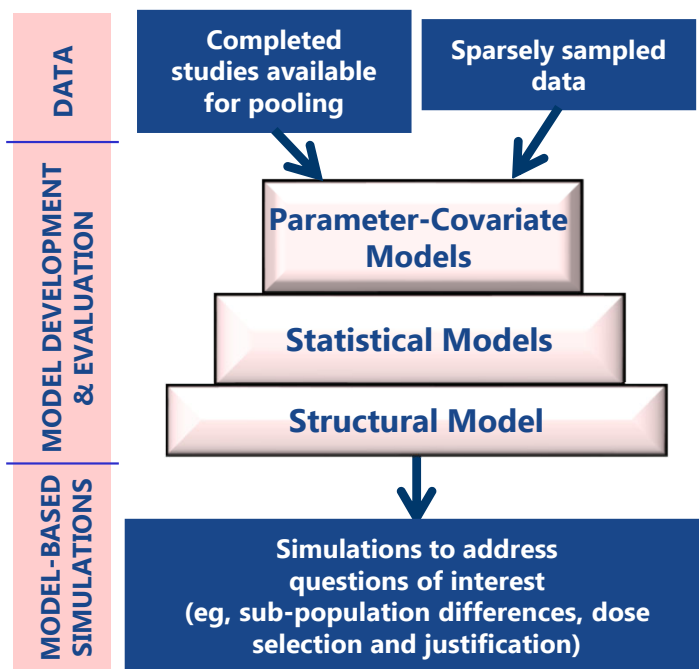 DATA
Completed
studies available
for pooling
Sparsely sampled
data
MODEL DEVELOPMENT
& EVALUATION
Parameter-Covariate
Models
Statistical Models
Structural Model
MODEL-BASED
SIMULATIONS
Simulations to address
questions of interest
(eg, sub-population differences, dose
selection and justification)